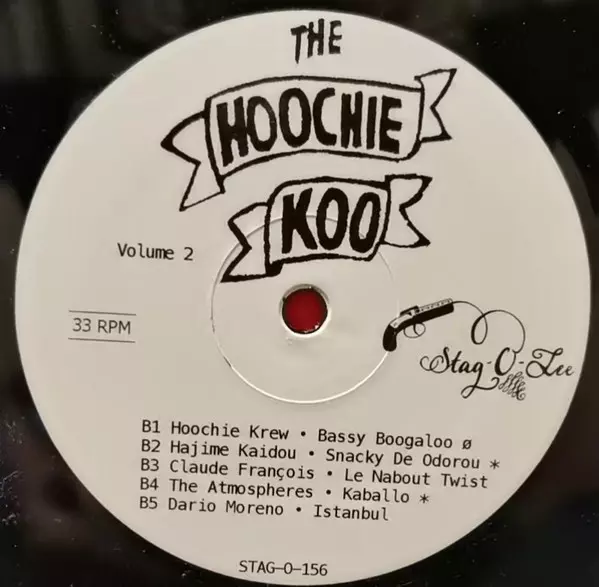 THE
HOOCHIE
KOO
Volume 2
33 RPM
Stag-O-Lee
B1 Hoochie Krew • Bassy Boogaloo ø
B2 Hajime Kaidou • Snacky De Odorou *
B3 Claude François • Le Nabout Twist
B4 The Atmospheres • Kaballo *
B5 Dario Moreno • Istanbul
STAG-O-156